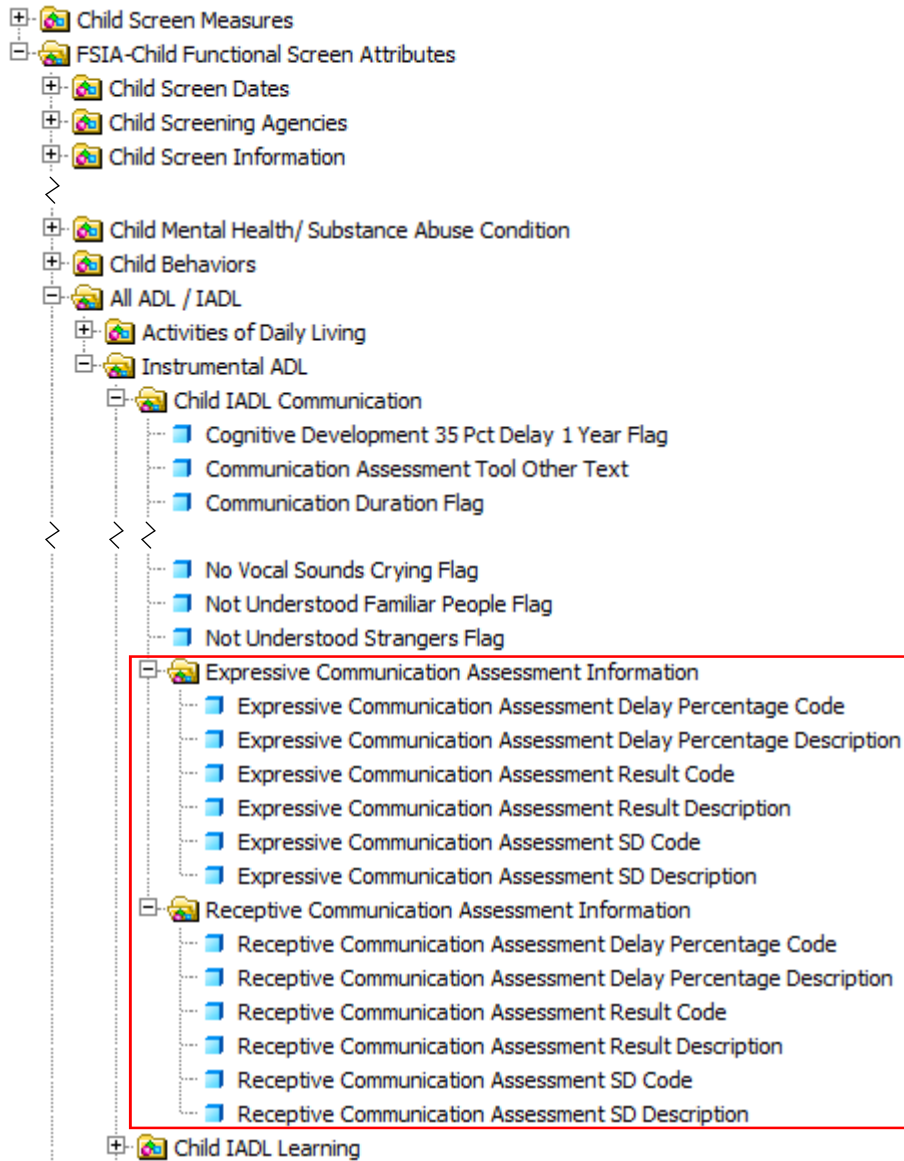 Child Screen Measures
FSIA-Child Functional Screen Attributes
Child Screen Dates
Child Screening Agencies
Child Screen Information
Child Mental Health/ Substance Abuse Condition
Child Behaviors
All ADL / IADL
Activities of Daily Living
Instrumental ADL
Child IADL Communication
Cognitive Development 35 Pct Delay 1 Year Flag
Communication Assessment Tool Other Text
Communication Duration Flag
No Vocal Sounds Crying Flag
Not Understood Familiar People Flag
Not Understood Strangers Flag
Expressive Communication Assessment Information
Expressive Communication Assessment Delay Percentage Code
Expressive Communication Assessment Delay Percentage Description
Expressive Communication Assessment Result Code
Expressive Communication Assessment Result Description
Expressive Communication Assessment SD Code
Expressive Communication Assessment SD Description
Receptive Communication Assessment Information
Receptive Communication Assessment Delay Percentage Code
Receptive Communication Assessment Delay Percentage Description
Receptive Communication Assessment Result Code
Receptive Communication Assessment Result Description
Receptive Communication Assessment SD Code
Receptive Communication Assessment SD Description
Child IADL Learning